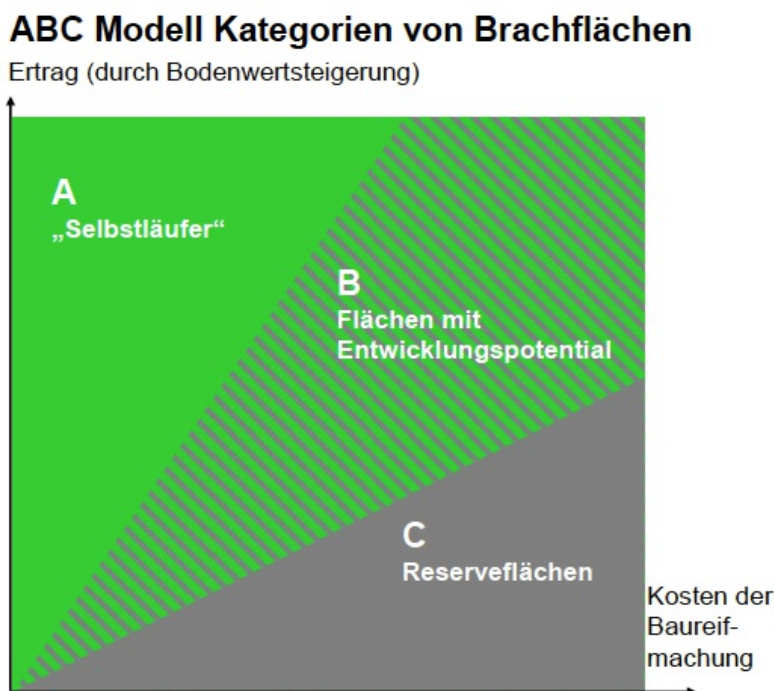 ABC Modell Kategorien von Brachflächen
Ertrag (durch Bodenwertsteigerung)
A
„Selbstläufer“
B
Flächen mit
Entwicklungspotential
C
Reserveflächen
Kosten der
Baureif-
machung